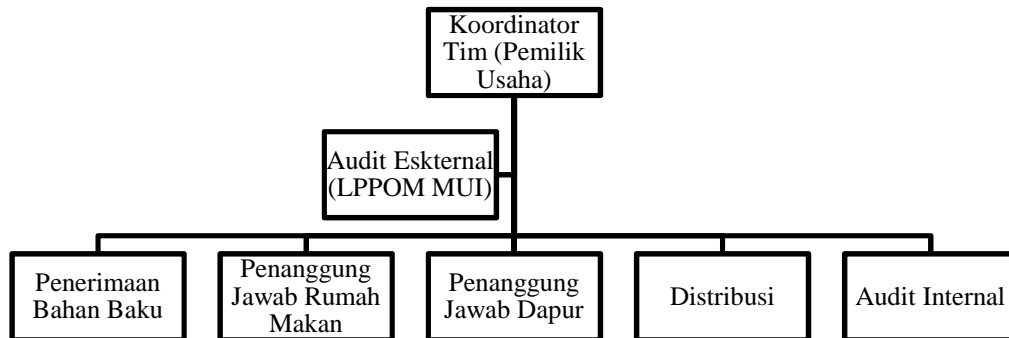 Koordinator
Tim (Pemilik
Usaha)
Audit Eskternal
(LPPOM MUI)
Penerimaan
Bahan Baku
Penanggung
Jawab Rumah
Makan
Penanggung
Jawab Dapur
Distribusi
Audit Internal